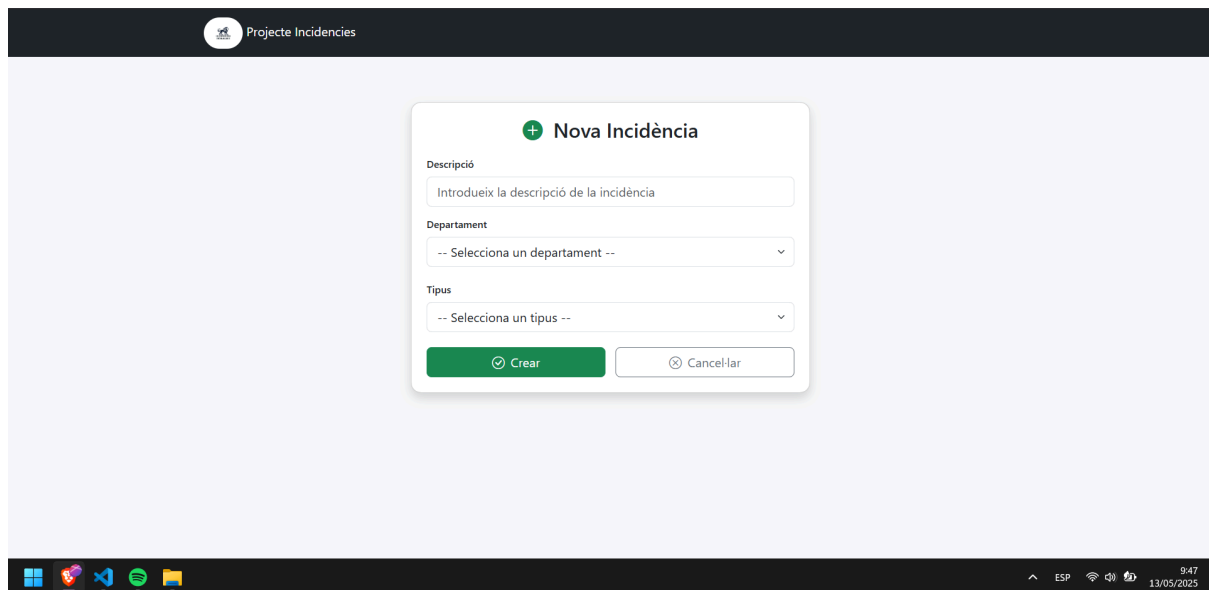 Projecte Incidencies
Nova Incidència
Descripció
Introdueix la descripció de la incidència
Departament
-- Selecciona un departament --
Tipus
-- Selecciona un tipus --
Crear
Cancel·lar
ESP
9:47
13/05/2025